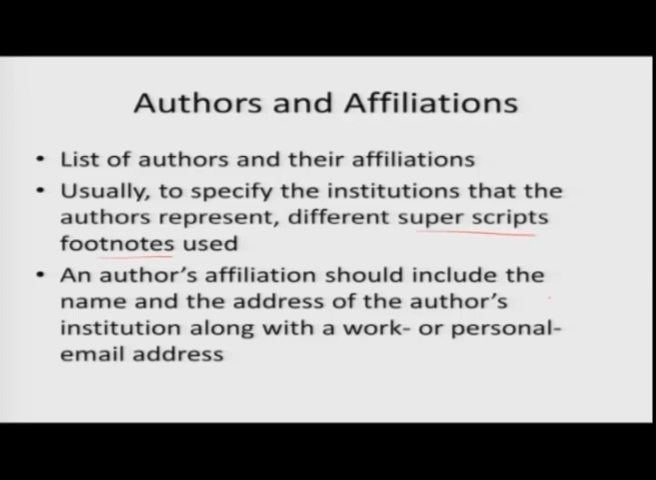 Authors and Affiliations
• List of authors and their affiliations
• Usually, to specify the institutions that the
authors represent, different super scripts
footnotes used
• An author's affiliation should include the
name and the address of the author's
institution along with a work- or personal-
email address